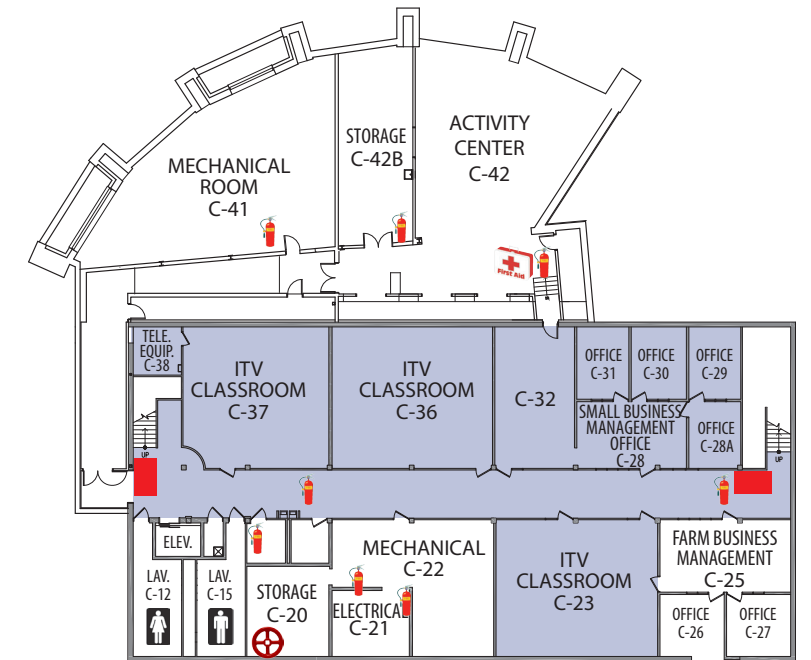 STORAGE
C-42B
ACTIVITY
CENTER
C-42
MECHANICAL
ROOM
C-41
First Aid
TELE.
EQUIP.
C-38
ITV
CLASSROOM
C-37
ITV
CLASSROOM
C-36
C-32
OFFICE
C-31
OFFICE
C-30
OFFICE
C-29
SMALL BUSINESS
MANAGEMENT
OFFICE
C-28
OFFICE
C-28A
UP
UP
ELEV.
LAV.
C-12
LAV.
C-15
STORAGE
C-20
MECHANICAL
C-22
ELECTRICAL
C-21
ITV
CLASSROOM
C-23
FARM BUSINESS
MANAGEMENT
C-25
OFFICE
C-26
OFFICE
C-27